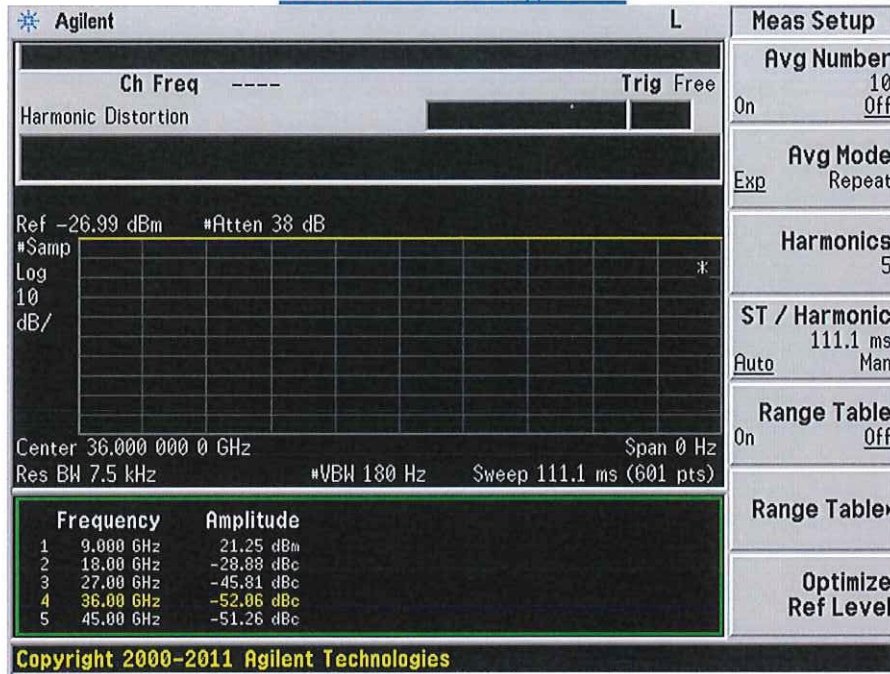 Agilent L
Ch Freq ---- Trig Free
Harmonic Distortion
Ref -26.99 dBm #Atten 38 dB
#Samp
Log
10
dB/
*
Center 36.000 000 0 GHz Span 0 Hz
Res BW 7.5 kHz #VBW 180 Hz Sweep 111.1 ms (601 pts)
Frequency Amplitude
1 9.000 GHz 21.25 dBm
2 18.00 GHz -28.88 dBc
3 27.00 GHz -45.81 dBc
4 36.00 GHz -52.06 dBc
5 45.00 GHz -51.26 dBc
Copyright 2000-2011 Agilent Technologies
Meas Setup
Avg Number
10
On Off
Avg Mode
Exp Repeat
Harmonics
5
ST / Harmonic
111.1 ms
Auto Man
Range Table
On Off
Range Table
Optimize
Ref Level